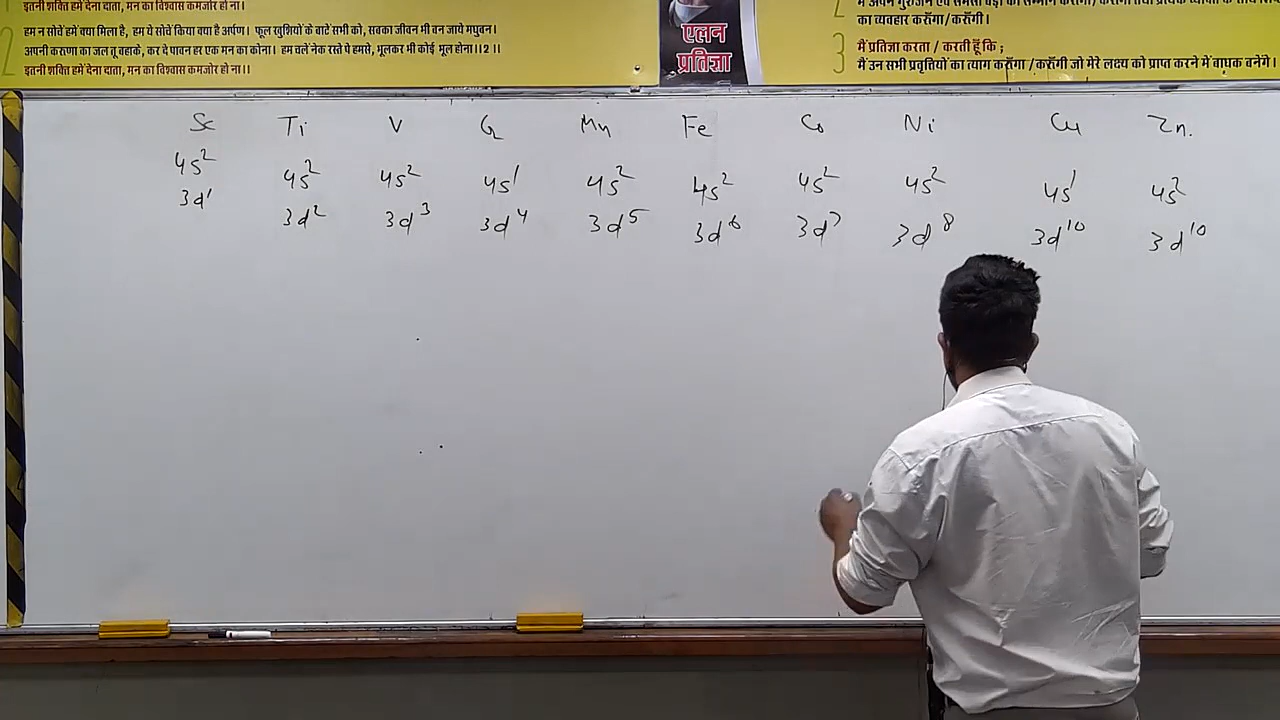 इतनी शक्ति हमें देना दाता, मन का विश्वास कमजोर हो ना।
2 हम न सोचें हमें क्या मिला है, हम ये सोचें किया क्या है अर्पण। फूल खुशियों के बाटें सभी को, सबका जीवन भी बन जाये मधुबन।
अपनी करुणा का जल तू बहाके, कर दे पावन हर एक मन का कोना। हम चलें नेक रस्ते पे हमसे, भूलकर भी कोई भूल होना।।2।।
इतनी शक्ति हमें देना दाता, मन का विश्वास कमजोर हो ना।।
एलन
प्रतिज्ञा
2
का व्यवहार करूँगा/करूँगी।
3 मैं प्रतिज्ञा करता / करती हूँ कि ;
मैं उन सभी प्रवृत्तियों का त्याग करूँगा /करूँगी जो मेरे लक्ष्य को प्राप्त करने में बाधक बनेंगे।
Sc Ti V Cr Mn Fe Co Ni Cu Zn.
4s² 4s² 4s² 4s¹ 4s² 4s² 4s² 4s² 4s¹ 4s²
3d¹ 3d² 3d³ 3d⁴ 3d⁵ 3d⁶ 3d⁷ 3d⁸ 3d¹⁰ 3d¹⁰